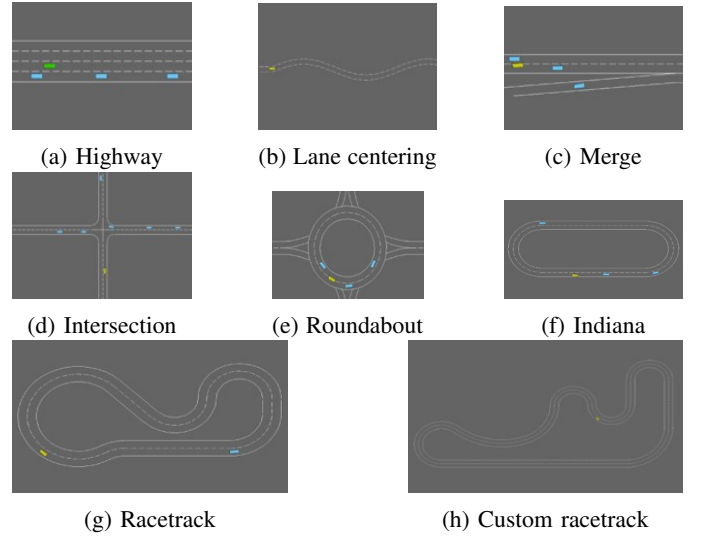 (a) Highway
(b) Lane centering
(c) Merge
(d) Intersection
(e) Roundabout
(f) Indiana
(g) Racetrack
(h) Custom racetrack